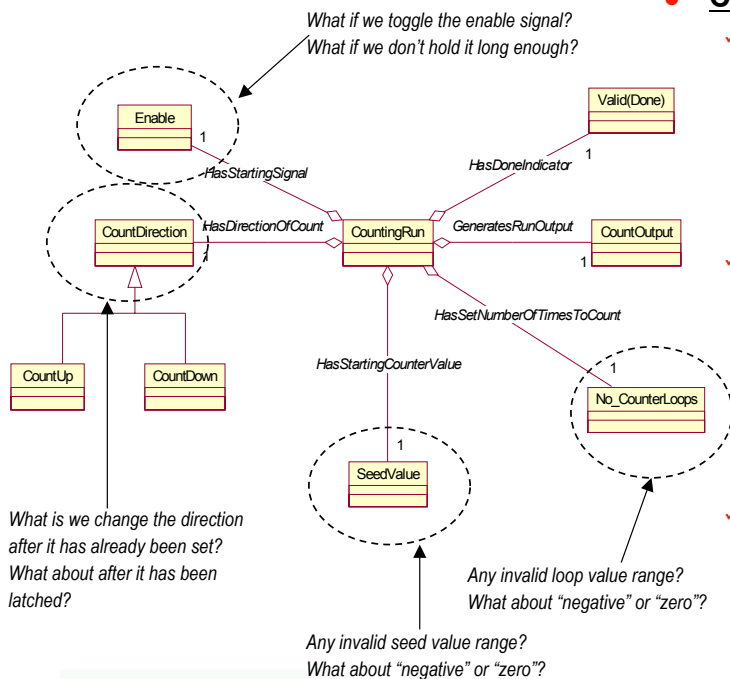 What if we toggle the enable signal?
What if we don't hold it long enough?
Enable
1
HasStartingSignal
Valid(Done)
1
HasDoneIndicator
CountDirection
1
HasDirectionOfCount
CountingRun
GeneratesRunOutput
1
CountOutput
HasSetNumberOfTimesToCount
1
No_CounterLoops
HasStartingCounterValue
1
SeedValue
CountUp
CountDown
What is we change the direction
after it has already been set?
What about after it has been
latched?
Any invalid loop value range?
What about “negative” or “zero”?
Any invalid seed value range?
What about “negative” or “zero”?